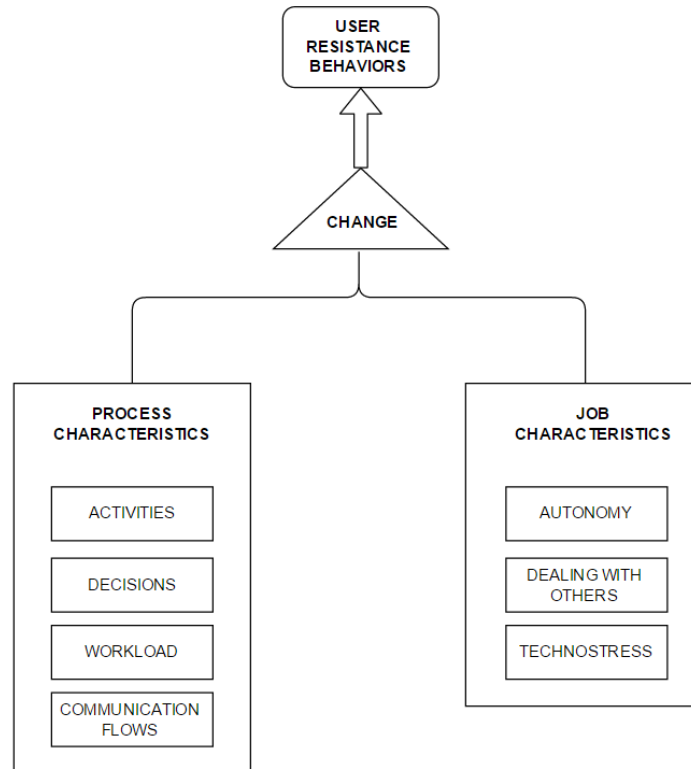 USER
RESISTANCE
BEHAVIORS
CHANGE
PROCESS
CHARACTERISTICS
ACTIVITIES
DECISIONS
WORKLOAD
COMMUNICATION
FLOWS
JOB
CHARACTERISTICS
AUTONOMY
DEALING WITH
OTHERS
TECHNOSTRESS